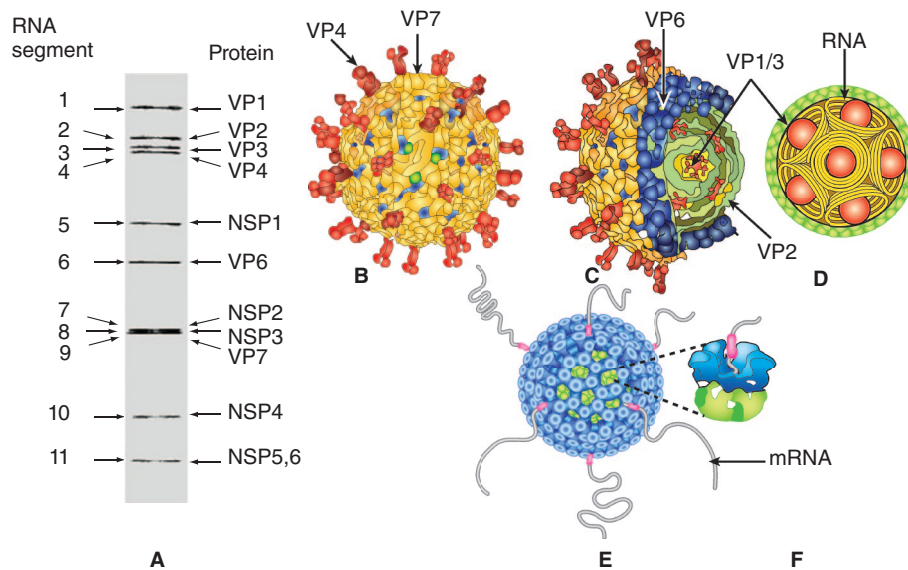 RNA
segment
Protein
1
2
3
4
5
6
7
8
9
10
11
VP1
VP2
VP3
VP4
NSP1
VP6
NSP2
NSP3
VP7
NSP4
NSP5,6
A
VP4
VP7
B
VP6
VP1/3
RNA
VP2
C
D
mRNA
E
F